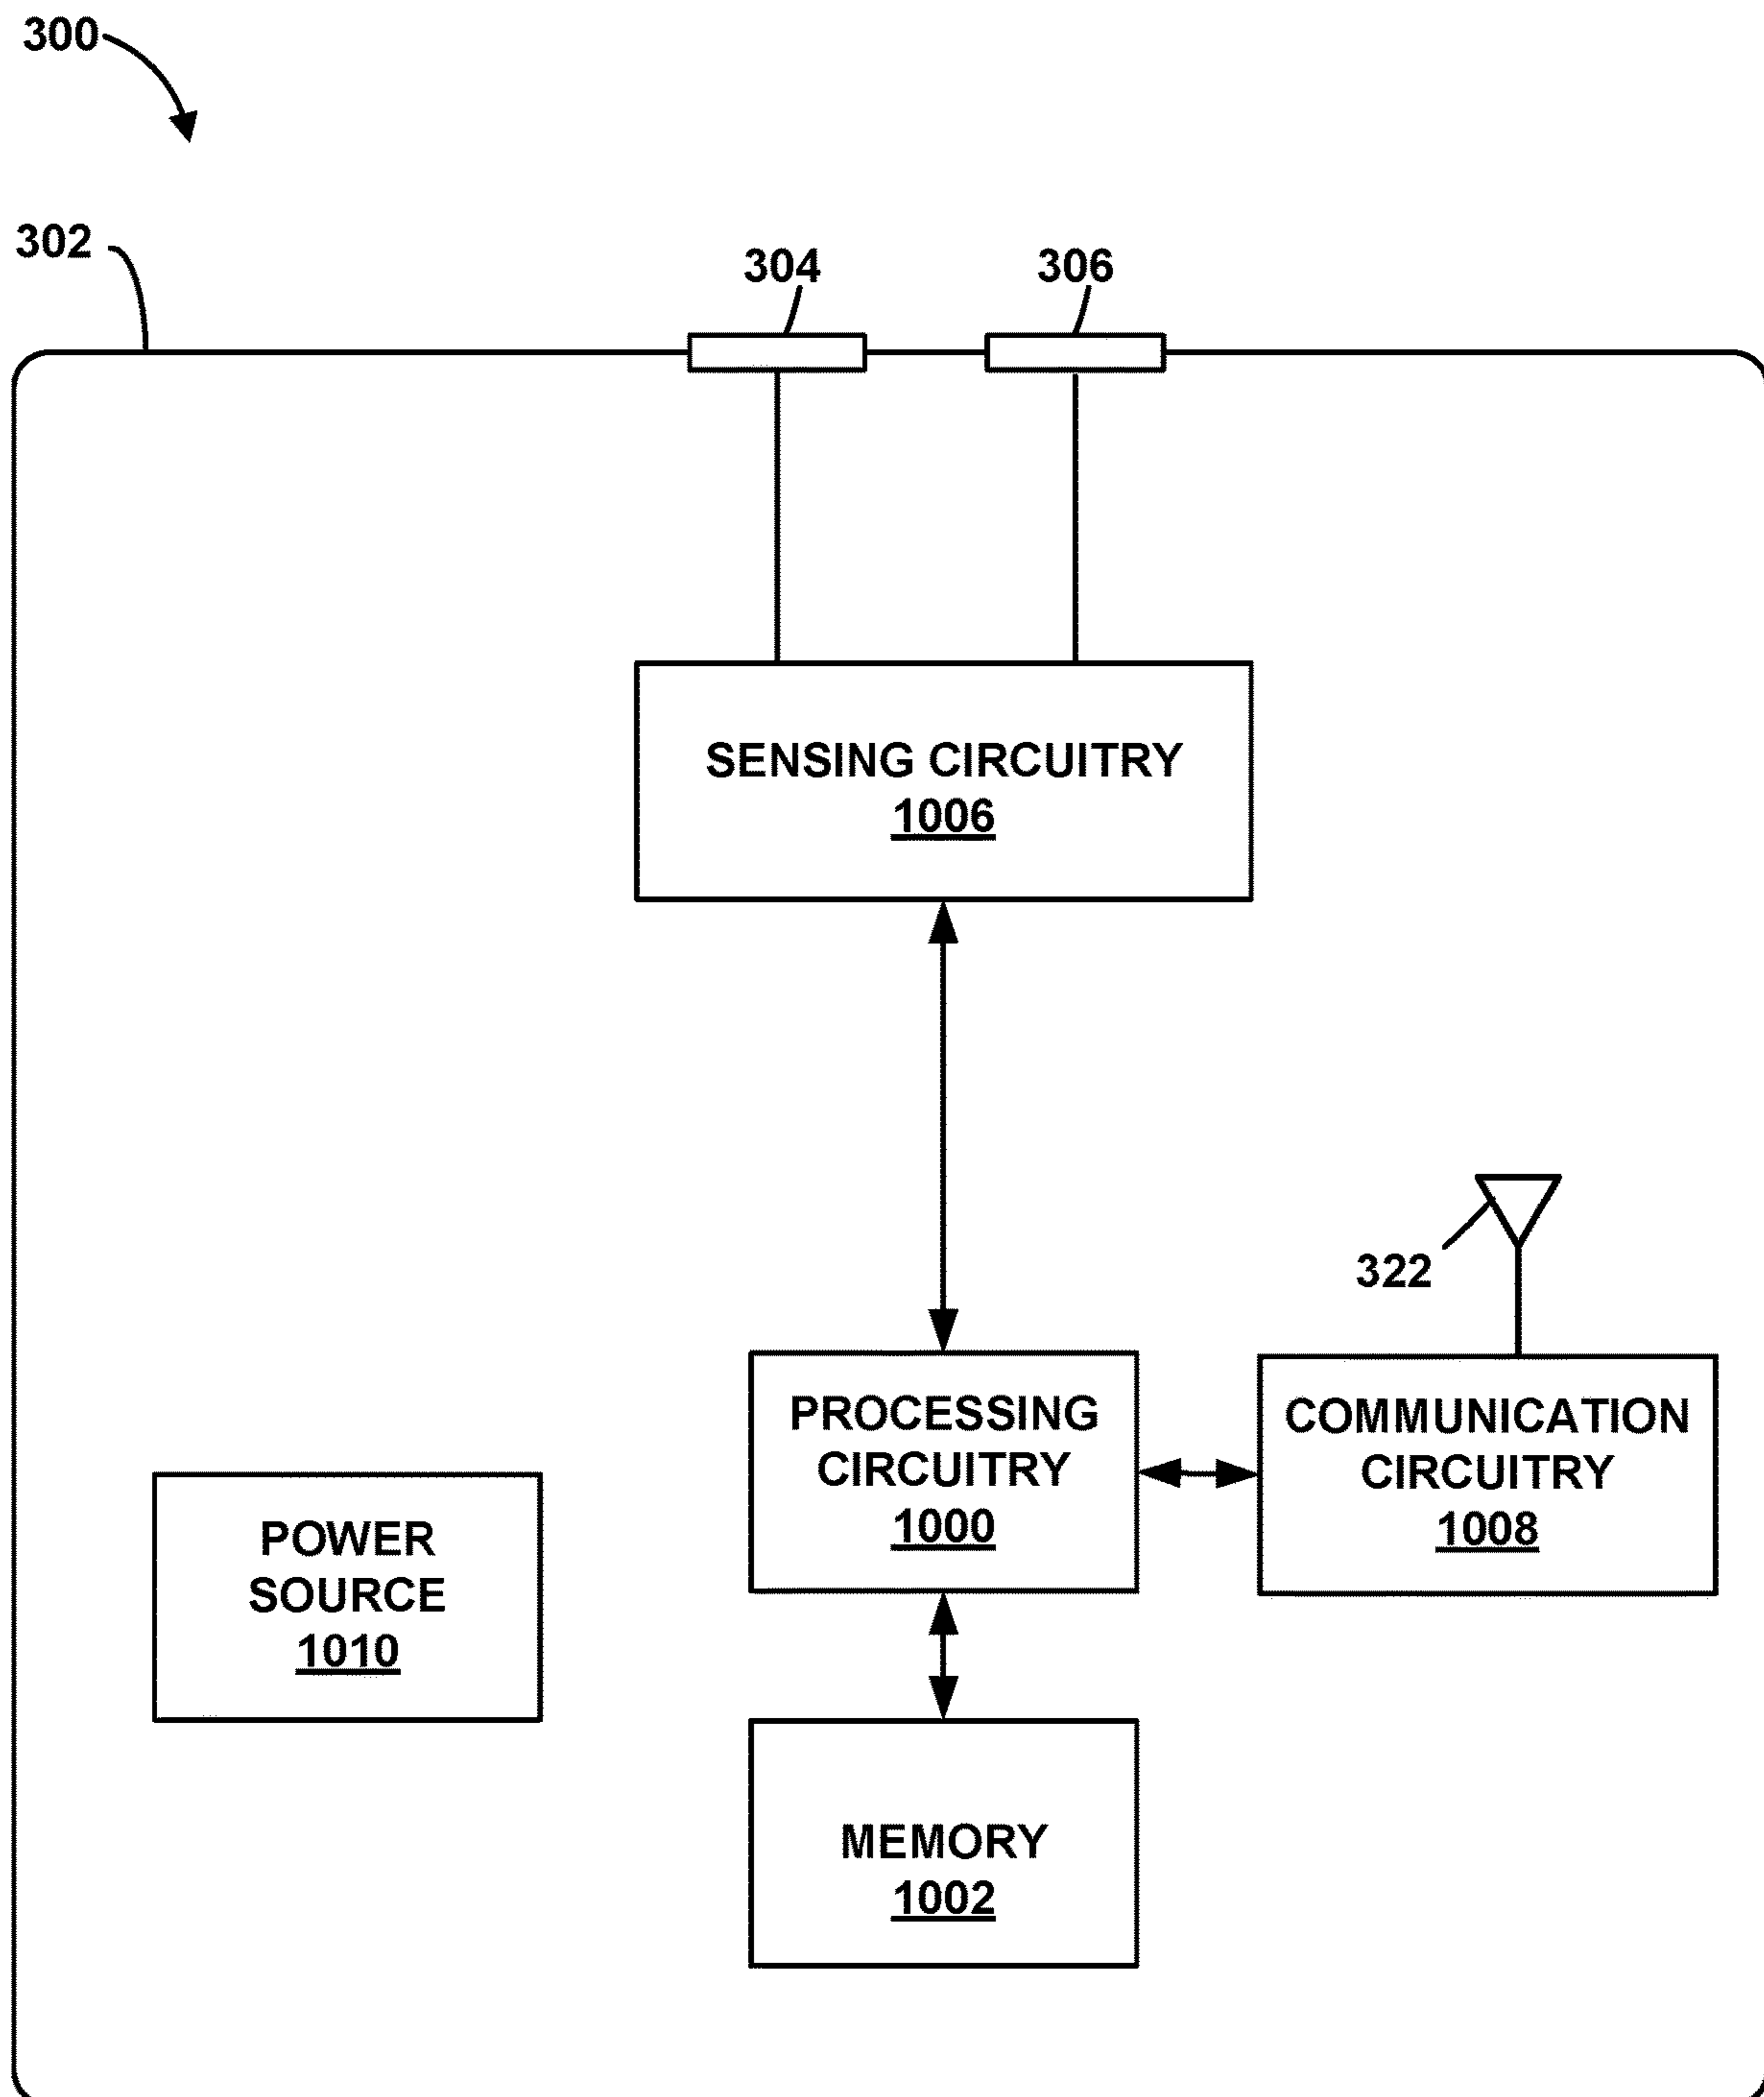 300
302
304
306
SENSING CIRCUITRY
1006
322
PROCESSING
CIRCUITRY
1000
COMMUNICATION
CIRCUITRY
1008
POWER
SOURCE
1010
MEMORY
1002